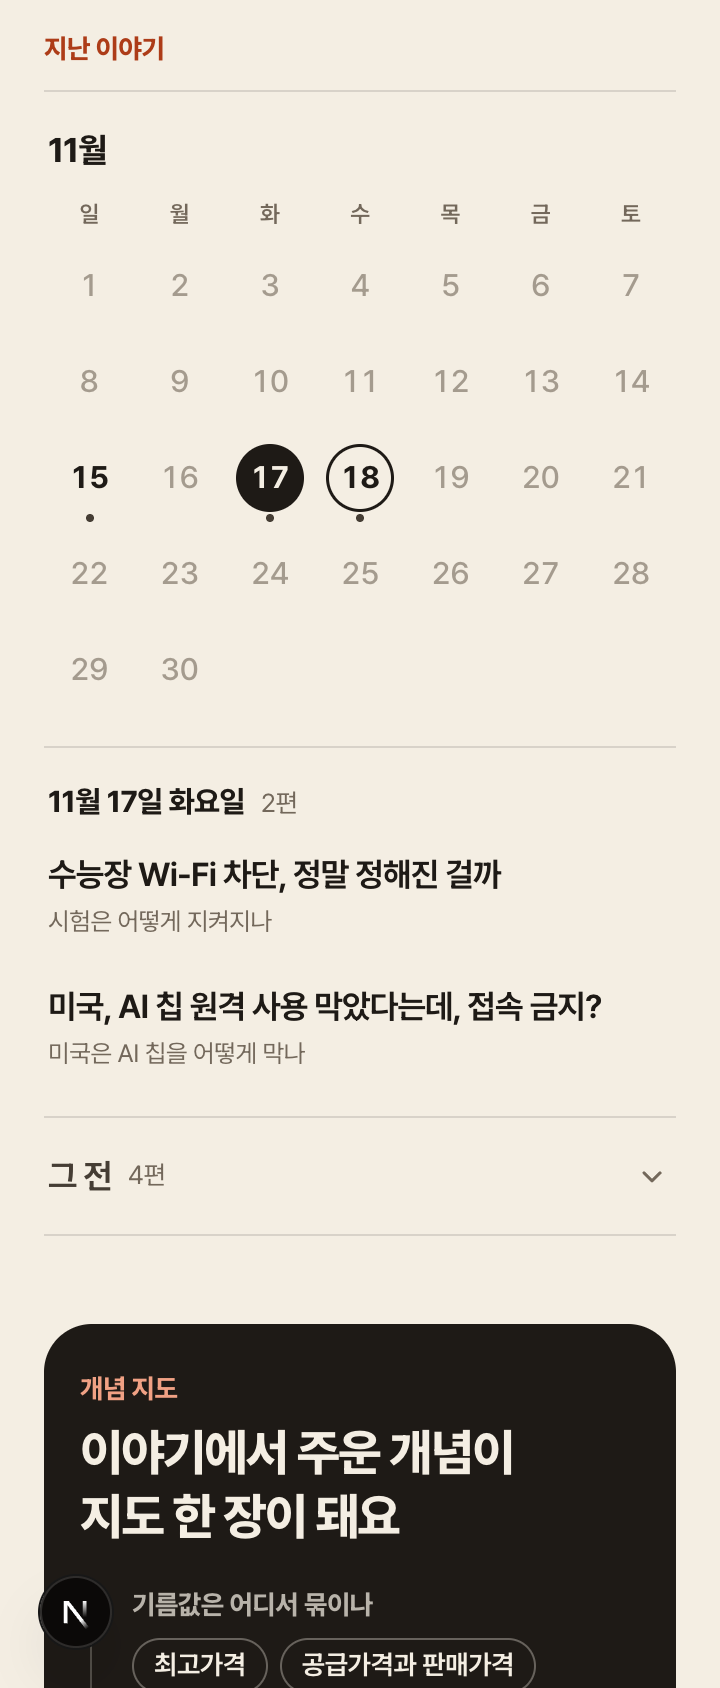 지난 이야기
11월
일 월 화 수 목 금 토
1 2 3 4 5 6 7
8 9 10 11 12 13 14
15 16 17 18 19 20 21
22 23 24 25 26 27 28
29 30
11월 17일 화요일 2편
수능장 Wi-Fi 차단, 정말 정해진 걸까
시험은 어떻게 지켜지나
미국, AI 칩 원격 사용 막았다는데, 접속 금지?
미국은 AI 칩을 어떻게 막나
그 전 4편
개념 지도
이야기에서 주운 개념이
지도 한 장이 돼요
N 기름값은 어디서 묶이나
최고가격 공급가격과 판매가격